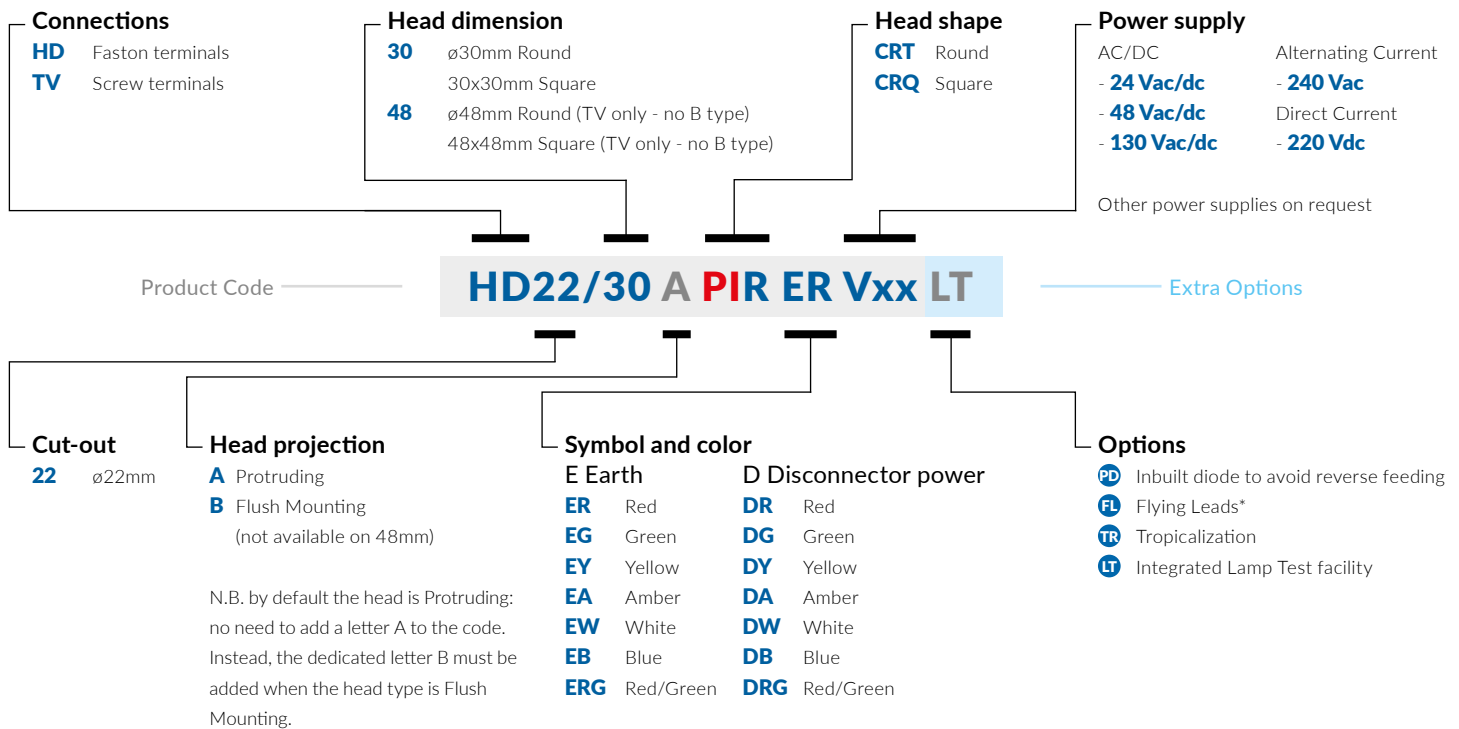 Connections
HD Faston terminals
TV Screw terminals
Head dimension
30 ø30mm Round
30x30mm Square
48 ø48mm Round (TV only - no B type)
48x48mm Square (TV only - no B type)
Head shape
CRT Round
CRQ Square
Power supply
AC/DC Alternating Current
- 24 Vac/dc - 240 Vac
- 48 Vac/dc Direct Current
- 130 Vac/dc - 220 Vdc
Other power supplies on request
Product Code HD22/30 A PIR ER Vxx LT Extra Options
Cut-out
22 ø22mm
Head projection
A Protruding
B Flush Mounting
(not available on 48mm)
N.B. by default the head is Protruding:
no need to add a letter A to the code.
Instead, the dedicated letter B must be
added when the head type is Flush
Mounting.
Symbol and color
E Earth D Disconnector power
ER Red DR Red
EG Green DG Green
EY Yellow DY Yellow
EA Amber DA Amber
EW White DW White
EB Blue DB Blue
ERG Red/Green DRG Red/Green
Options
PD Inbuilt diode to avoid reverse feeding
FL Flying Leads*
TR Tropicalization
LT Integrated Lamp Test facility